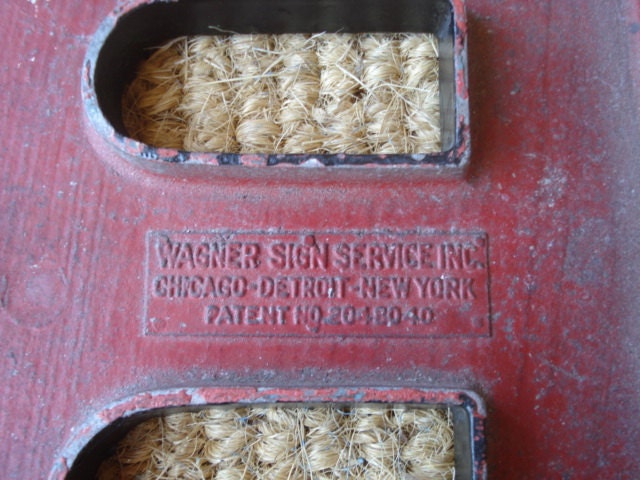 WAGNER SIGN SERVICE INC.
CHICAGO-DETROIT-NEW YORK
PATENT NO. 2048040